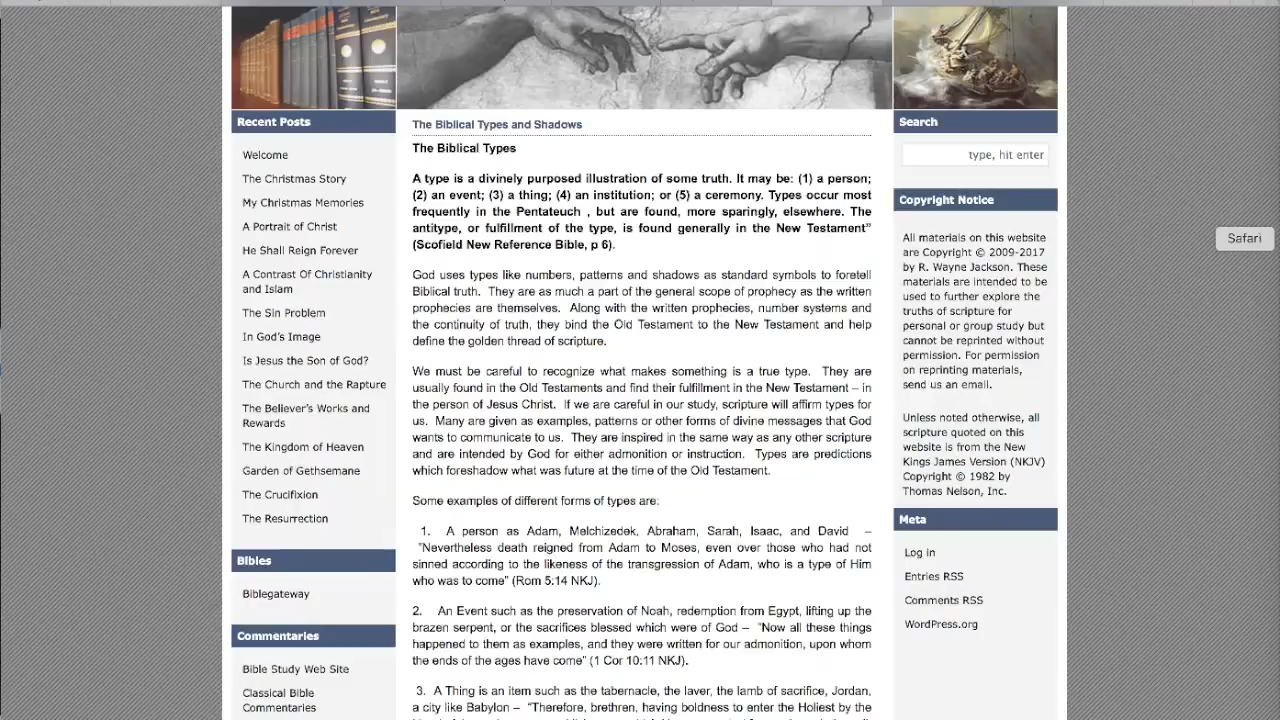 Recent Posts
Welcome
The Christmas Story
My Christmas Memories
A Portrait of Christ
He Shall Reign Forever
A Contrast Of Christianity
and Islam
The Sin Problem
In God's Image
Is Jesus the Son of God?
The Church and the Rapture
The Believer's Works and
Rewards
The Kingdom of Heaven
Garden of Gethsemane
The Crucifixion
The Resurrection
Bibles
Biblegateway
Commentaries
Bible Study Web Site
Classical Bible
Commentaries
The Biblical Types and Shadows
The Biblical Types
A type is a divinely purposed illustration of some truth. It may be: (1) a person;
(2) an event; (3) a thing; (4) an institution; or (5) a ceremony. Types occur most
frequently in the Pentateuch , but are found, more sparingly, elsewhere. The
antitype, or fulfillment of the type, is found generally in the New Testament"
(Scofield New Reference Bible, p 6).
God uses types like numbers, patterns and shadows as standard symbols to foretell
Biblical truth. They are as much a part of the general scope of prophecy as the written
prophecies are themselves. Along with the written prophecies, number systems and
the continuity of truth, they bind the Old Testament to the New Testament and help
define the golden thread of scripture.
We must be careful to recognize what makes something is a true type. They are
usually found in the Old Testaments and find their fulfillment in the New Testament – in
the person of Jesus Christ. If we are careful in our study, scripture will affirm types for
us. Many are given as examples, patterns or other forms of divine messages that God
wants to communicate to us. They are inspired in the same way as any other scripture
and are intended by God for either admonition or instruction. Types are predictions
which foreshadow what was future at the time of the Old Testament.
Some examples of different forms of types are:
1. A person as Adam, Melchizedek, Abraham, Sarah, Isaac, and David –
"Nevertheless death reigned from Adam to Moses, even over those who had not
sinned according to the likeness of the transgression of Adam, who is a type of Him
who was to come" (Rom 5:14 NKJ).
2. An Event such as the preservation of Noah, redemption from Egypt, lifting up the
brazen serpent, or the sacrifices blessed which were of God – "Now all these things
happened to them as examples, and they were written for our admonition, upon whom
the ends of the ages have come" (1 Cor 10:11 NKJ).
3. A Thing is an item such as the tabernacle, the laver, the lamb of sacrifice, Jordan,
a city like Babylon – "Therefore, brethren, having boldness to enter the Holiest by the
Search
type, hit enter
Copyright Notice
All materials on this website
are Copyright © 2009-2017
by R. Wayne Jackson. These
materials are intended to be
used to further explore the
truths of scripture for
personal or group study but
cannot be reprinted without
permission. For permission
on reprinting materials,
send us an email.
Unless noted otherwise, all
scripture quoted on this
website is from the New
Kings James Version (NKJV)
Copyright © 1982 by
Thomas Nelson, Inc.
Meta
Log in
Entries RSS
Comments RSS
WordPress.org
Safari